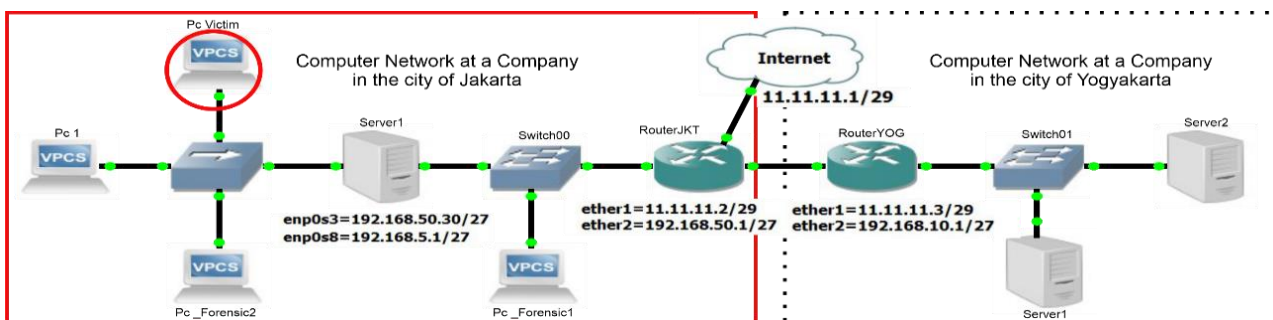 Pc Victim
VPCS
Computer Network at a Company
in the city of Jakarta
Internet
11.11.11.1/29
Computer Network at a Company
in the city of Yogyakarta
Pc 1
VPCS
Server1
Switch00
RouterJKT
RouterYOG
Switch01
Server2
enp0s3=192.168.50.30/27
enp0s8=192.168.5.1/27
ether1=11.11.11.2/29
ether2=192.168.50.1/27
ether1=11.11.11.3/29
ether2=192.168.10.1/27
VPCS
Pc _Forensic2
VPCS
Pc _Forensic1
Server1